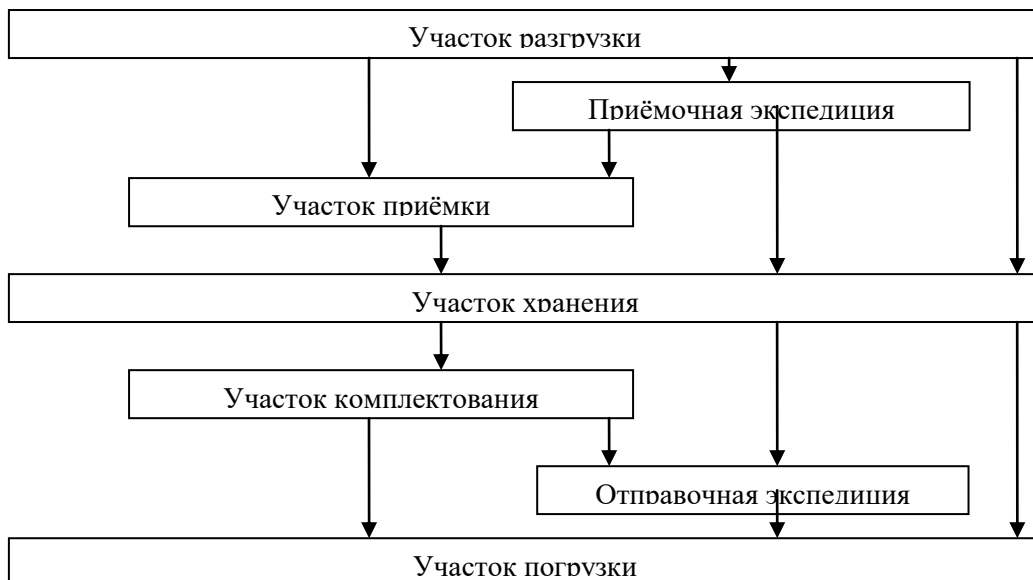 Участок разгрузки
Приёмочная экспедиция
Участок приёмки
Участок хранения
Участок комплектования
Отправочная экспедиция
Участок погрузки